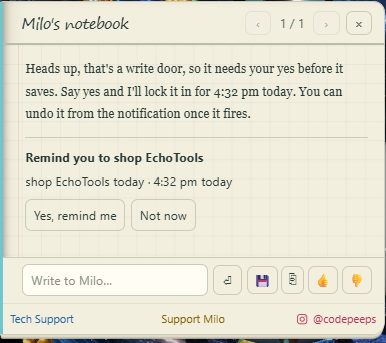 Milo's notebook
‹ 1 / 1 › ×
Heads up, that's a write door, so it needs your yes before it
saves. Say yes and I'll lock it in for 4:32 pm today. You can
undo it from the notification once it fires.
Remind you to shop EchoTools
shop EchoTools today · 4:32 pm today
Yes, remind me Not now
Write to Milo...
Tech Support Support Milo @codepeeps